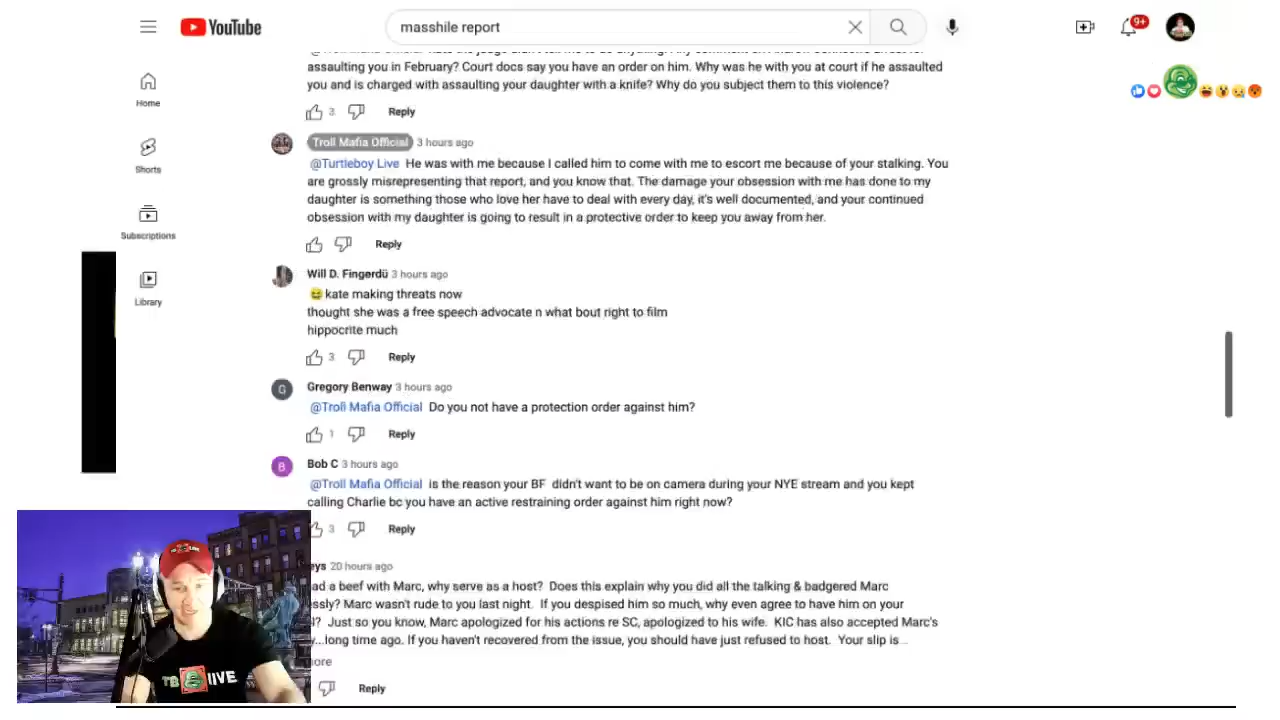 YouTube
masshile report
9+
Home
Shorts
Subscriptions
Library
assaulting you in February? Court docs say you have an order on him. Why was he with you at court if he assaulted
you and is charged with assaulting your daughter with a knife? Why do you subject them to this violence?
3 Reply
Troll Mafia Official 3 hours ago
@Turtleboy Live He was with me because I called him to come with me to escort me because of your stalking. You
are grossly misrepresenting that report, and you know that. The damage your obsession with me has done to my
daughter is something those who love her have to deal with every day, it's well documented, and your continued
obsession with my daughter is going to result in a protective order to keep you away from her.
Reply
Will D. Fingerdü 3 hours ago
kate making threats now
thought she was a free speech advocate n what bout right to film
hippocrite much
3 Reply
G
Gregory Benway 3 hours ago
@Troll Mafia Official Do you not have a protection order against him?
1 Reply
B
Bob C 3 hours ago
@Troll Mafia Official is the reason your BF didn't want to be on camera during your NYE stream and you kept
calling Charlie bc you have an active restraining order against him right now?
3 Reply
eys 20 hours ago
ad a beef with Marc, why serve as a host? Does this explain why you did all the talking & badgered Marc
essly? Marc wasn't rude to you last night. If you despised him so much, why even agree to have him on your
d? Just so you know, Marc apologized for his actions re SC, apologized to his wife. KIC has also accepted Marc's
y...long time ago. If you haven't recovered from the issue, you should have just refused to host. Your slip is...
ore
Reply
TB LIVE